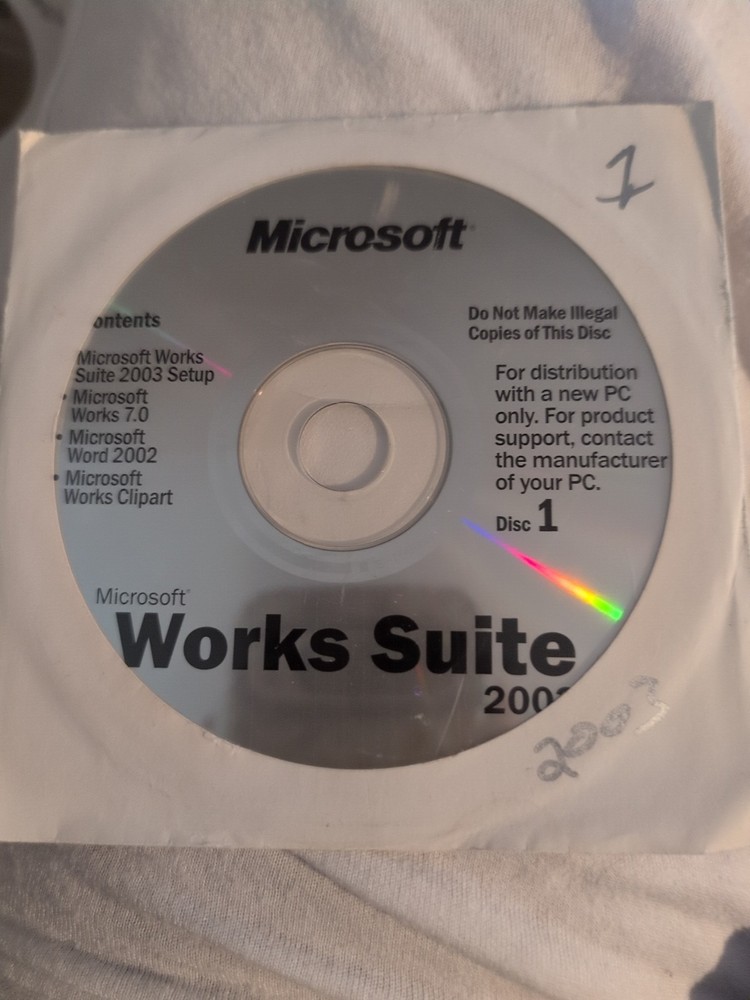 1
Microsoft
ontents
Microsoft Works
Suite 2003 Setup
• Microsoft
Works 7.0
• Microsoft
Word 2002
• Microsoft
Works Clipart
Do Not Make Illegal
Copies of This Disc
For distribution
with a new PC
only. For product
support, contact
the manufacturer
of your PC.
Disc 1
Microsoft®
Works Suite
2003
2003